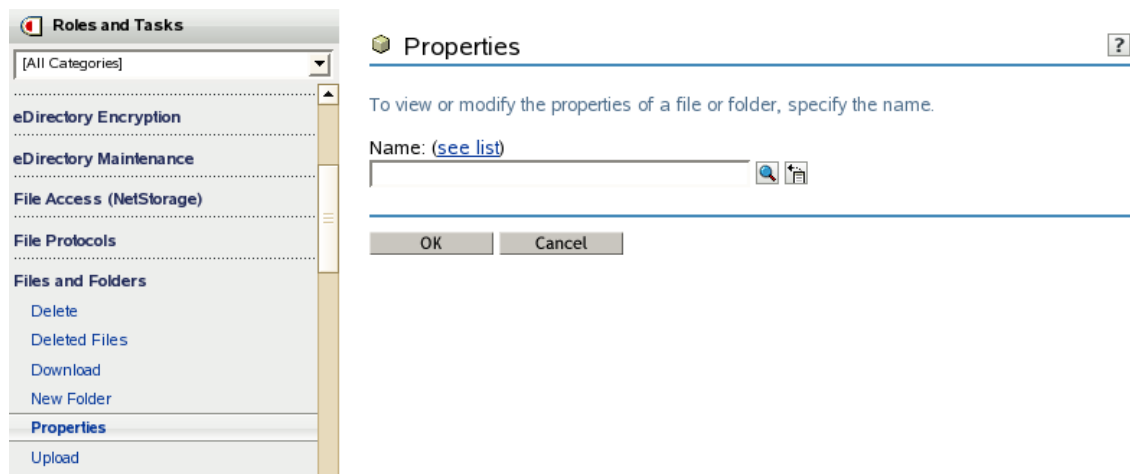 Roles and Tasks
[All Categories]
eDirectory Encryption
eDirectory Maintenance
File Access (NetStorage)
File Protocols
Files and Folders
Delete
Deleted Files
Download
New Folder
Properties
Upload
Properties
?
To view or modify the properties of a file or folder, specify the name.
Name: (see list)
OK Cancel